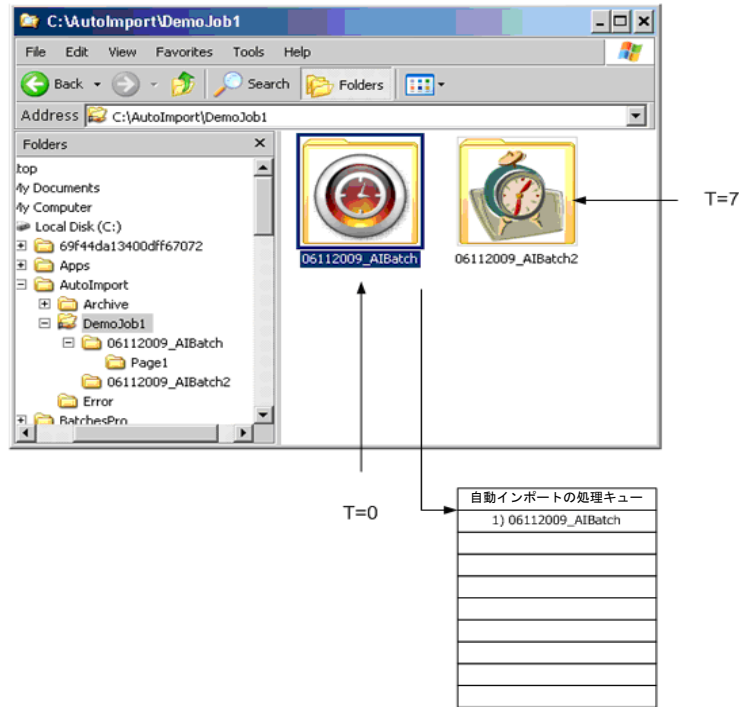 C:\AutoImport\DemoJob1
File Edit View Favorites Tools Help
Back Search Folders
Address C:\AutoImport\DemoJob1
Folders
top
My Documents
My Computer
Local Disk (C:)
69f44da13400dff67072
Apps
AutoImport
Archive
DemoJob1
06112009_AIBatch
Page1
06112009_AIBatch2
Error
BatchesPro
06112009_AIBatch
06112009_AIBatch2
T=7
T=0
自動インポートの処理キュー
1) 06112009_AIBatch